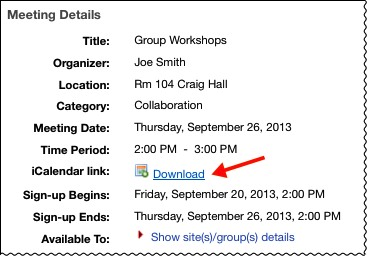 Meeting Details
Title: Group Workshops
Organizer: Joe Smith
Location: Rm 104 Craig Hall
Category: Collaboration
Meeting Date: Thursday, September 26, 2013
Time Period: 2:00 PM - 3:00 PM
iCalendar link: Download
Sign-up Begins: Friday, September 20, 2013, 2:00 PM
Sign-up Ends: Thursday, September 26, 2013, 2:00 PM
Available To: Show site(s)/group(s) details